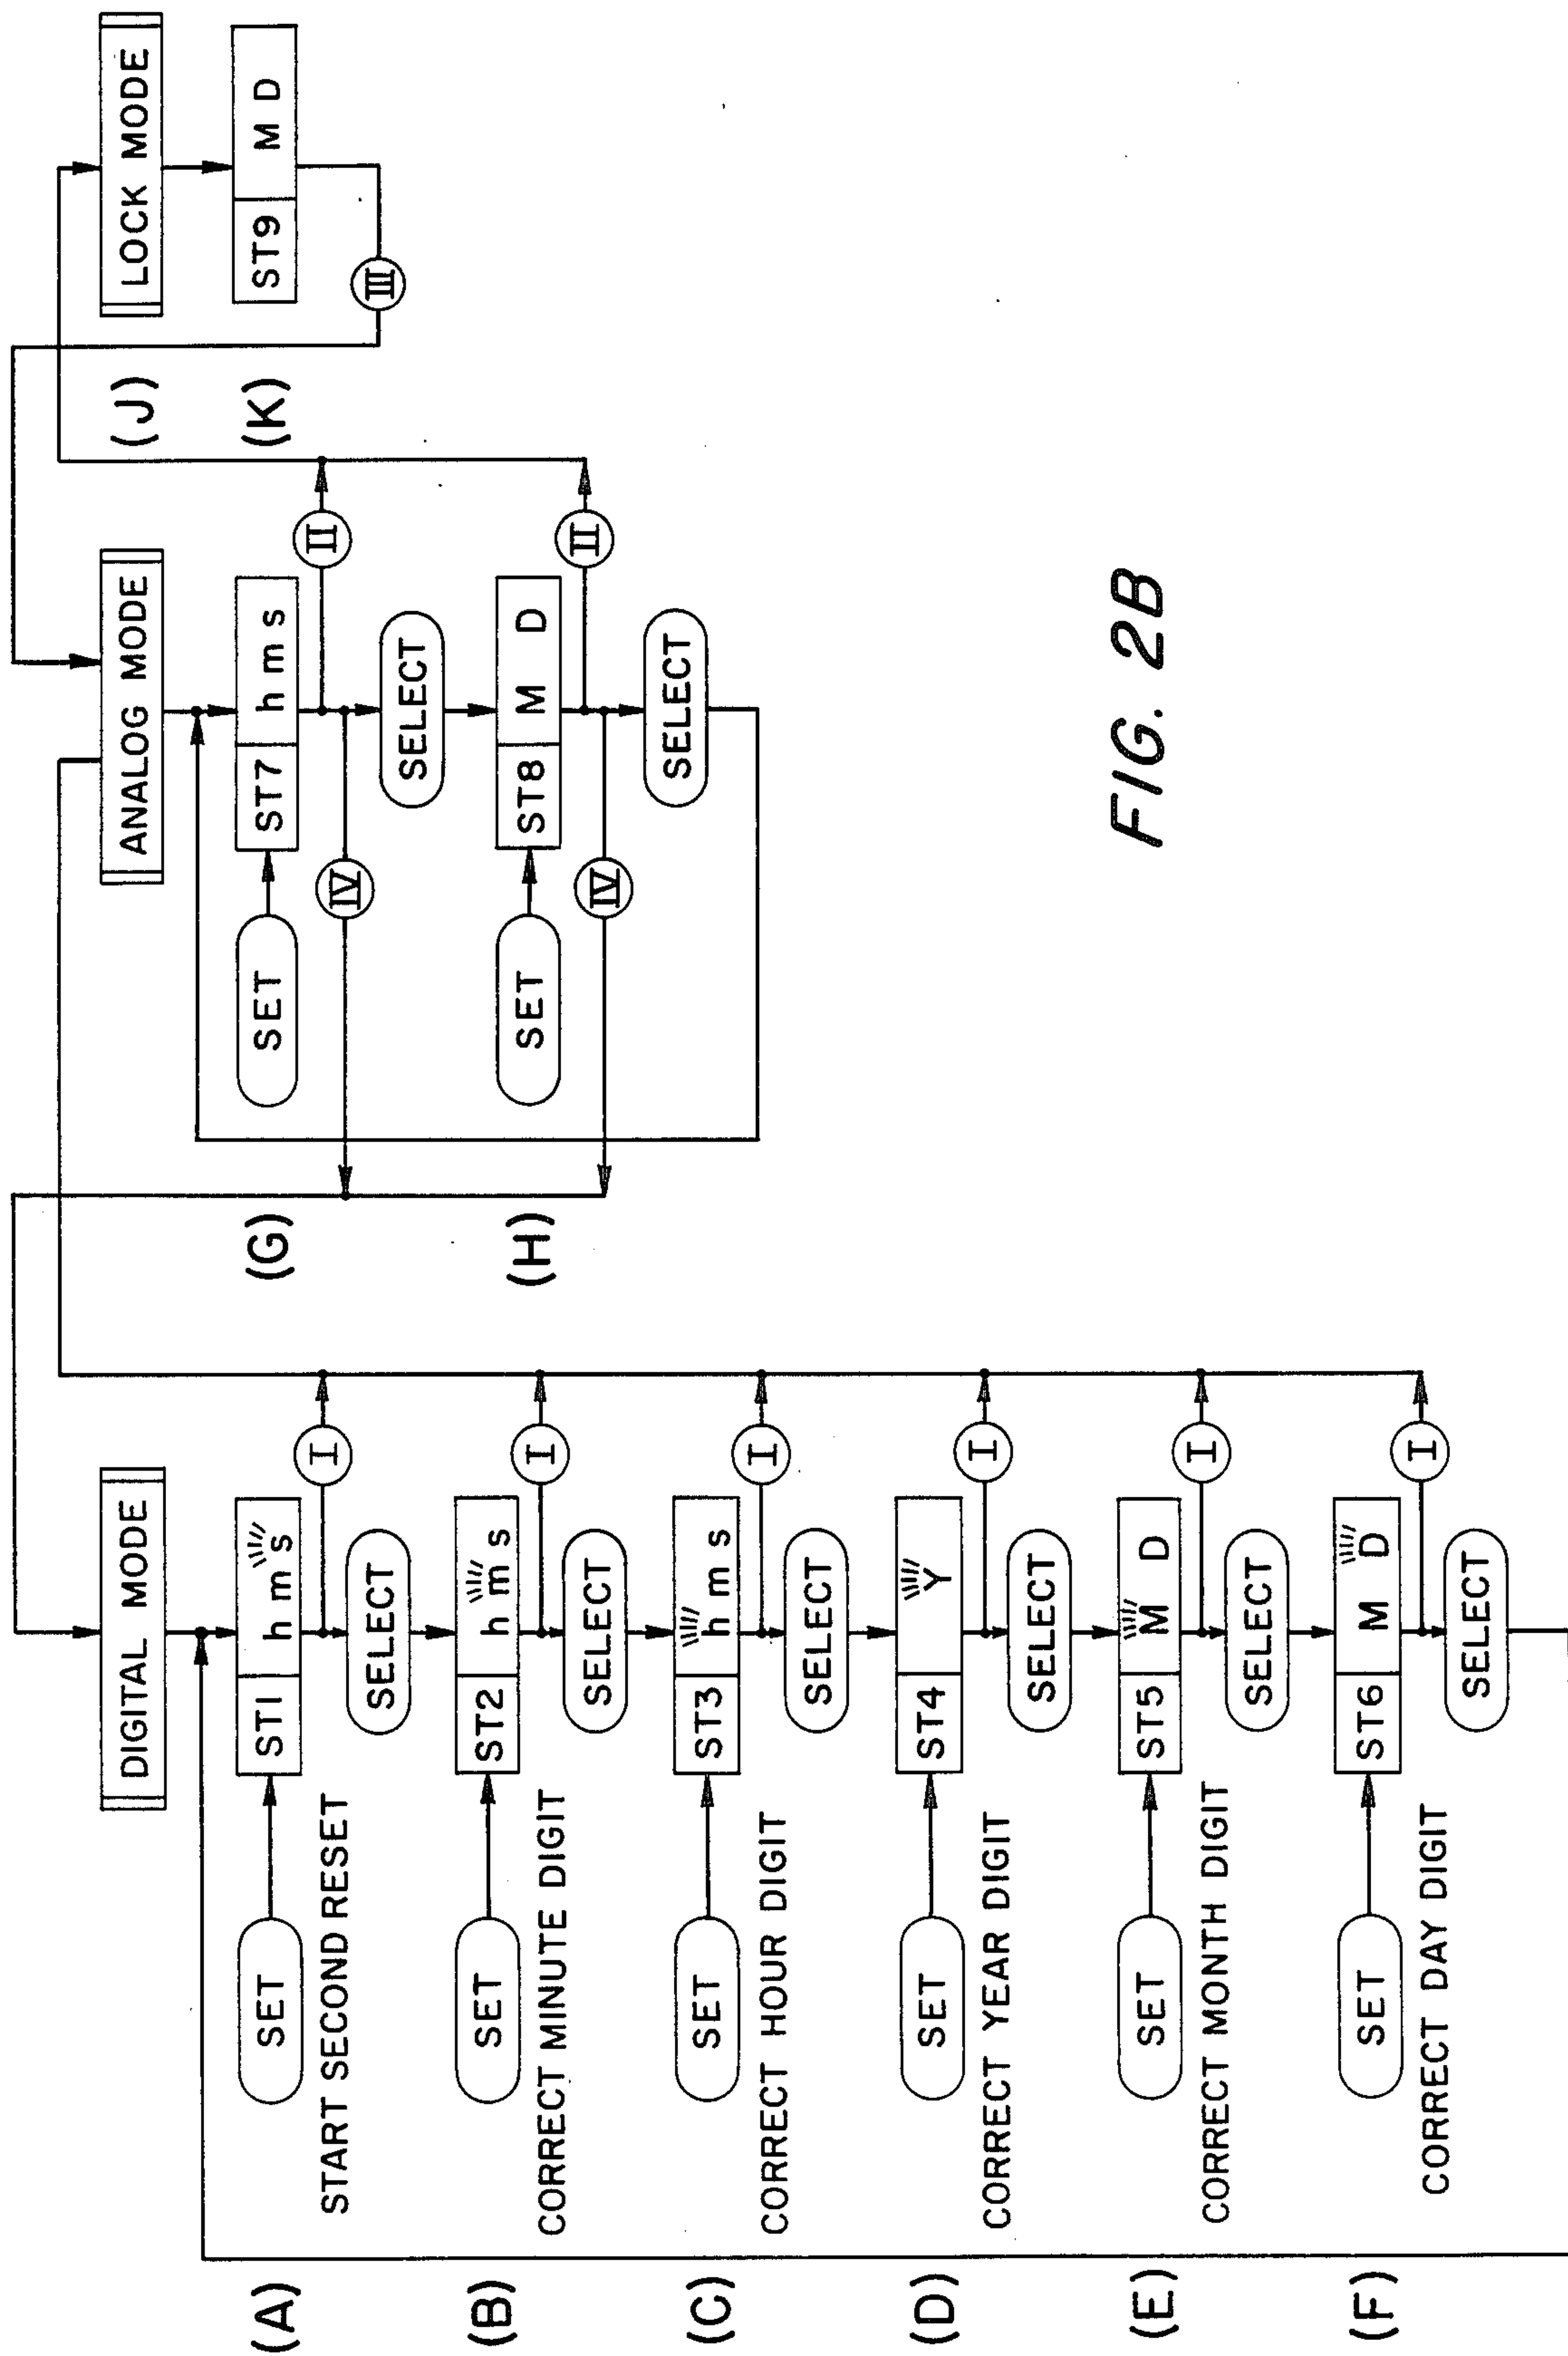 DIGITAL MODE
(A)
SET
ST1 h m s
START SECOND RESET
I
SELECT
(B)
SET
ST2 h m s
CORRECT MINUTE DIGIT
I
SELECT
(C)
SET
ST3 h m s
CORRECT HOUR DIGIT
I
SELECT
(D)
SET
ST4 Y
CORRECT YEAR DIGIT
I
SELECT
(E)
SET
ST5 M D
CORRECT MONTH DIGIT
I
SELECT
(F)
SET
ST6 M D
CORRECT DAY DIGIT
I
SELECT
ANALOG MODE
(G)
SET
ST7 h m s
IV
II
SELECT
(H)
SET
ST8 M D
IV
II
SELECT
LOCK MODE
(J)
(K)
ST9 M D
III
FIG. 2B